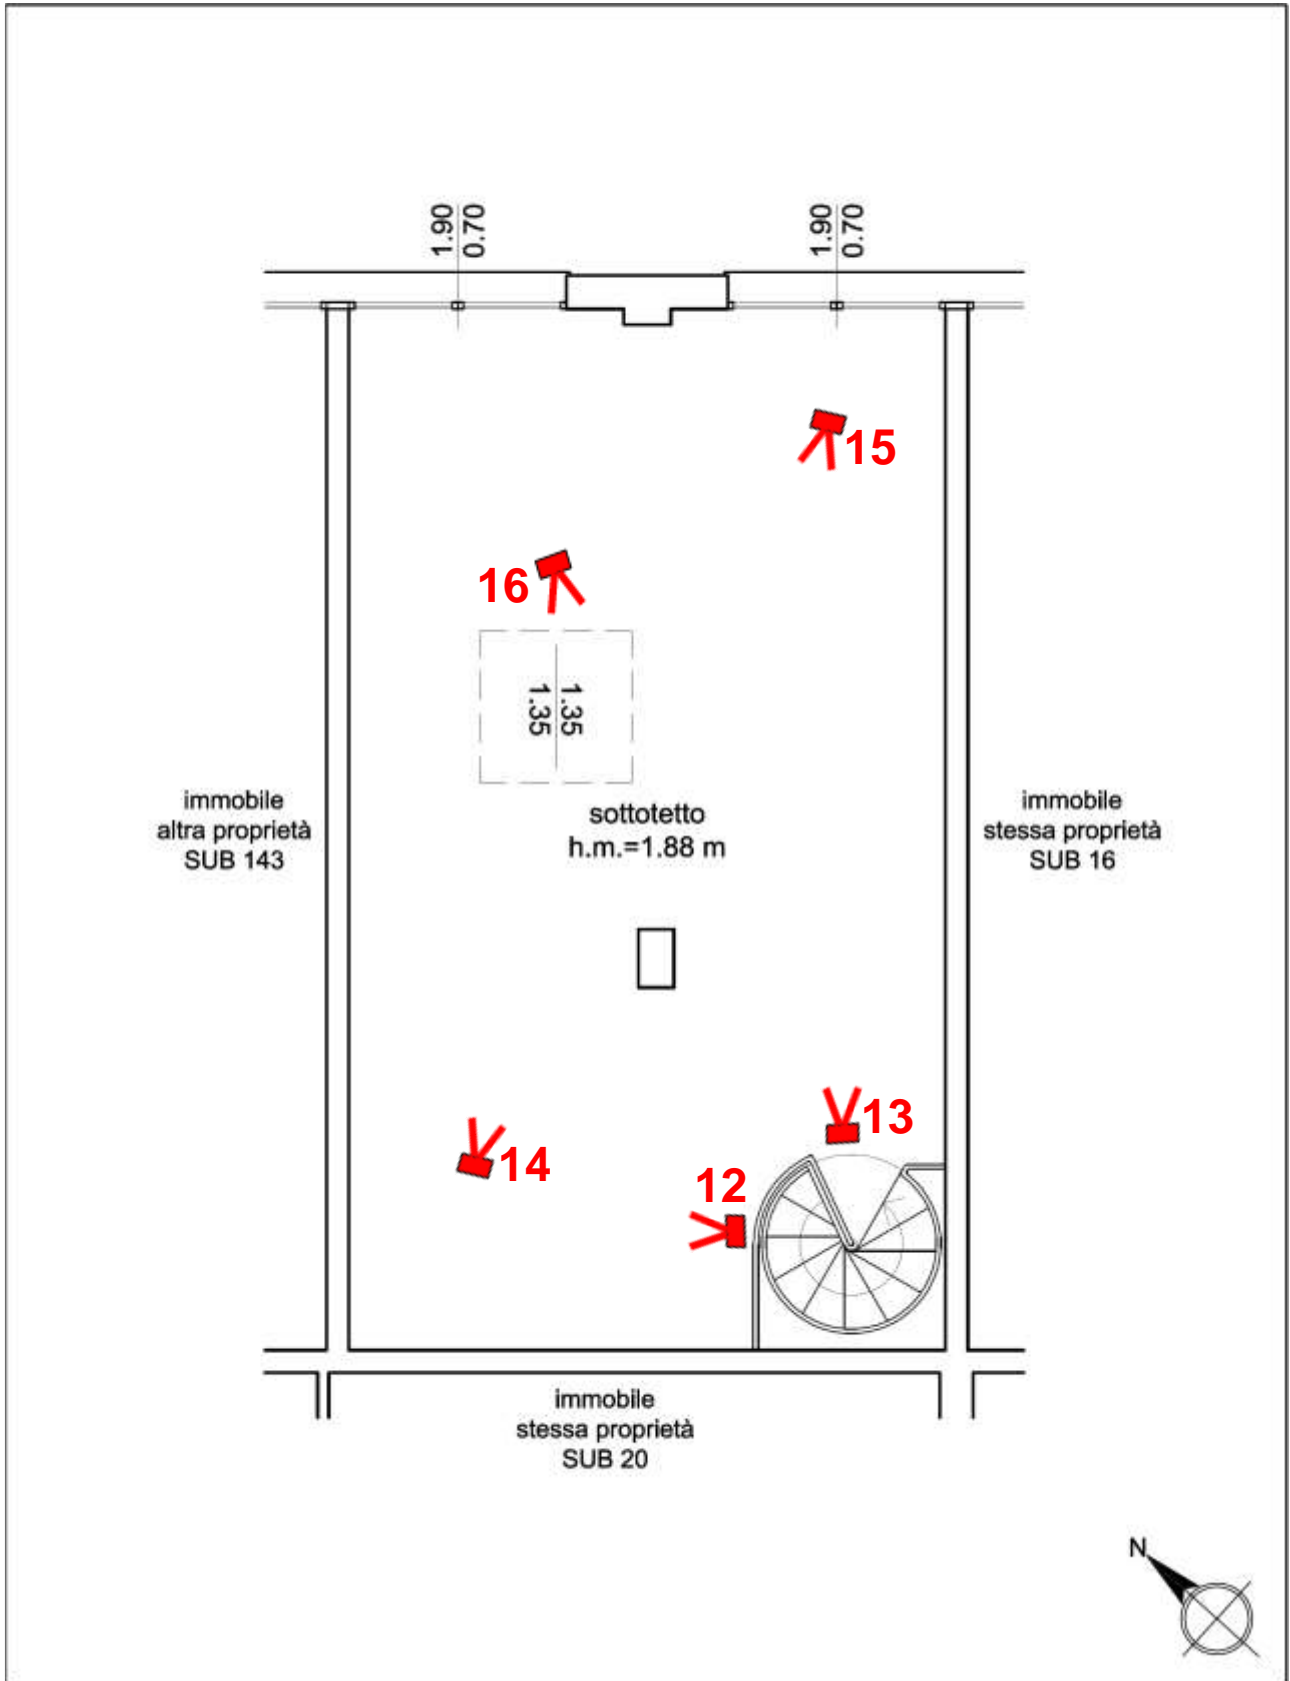 1.90
0.70
1.90
0.70
15
16
1.35
1.35
sottotetto
h.m.=1.88 m
immobile
altra proprietà
SUB 143
immobile
stessa proprietà
SUB 16
13
14
12
immobile
stessa proprietà
SUB 20
N